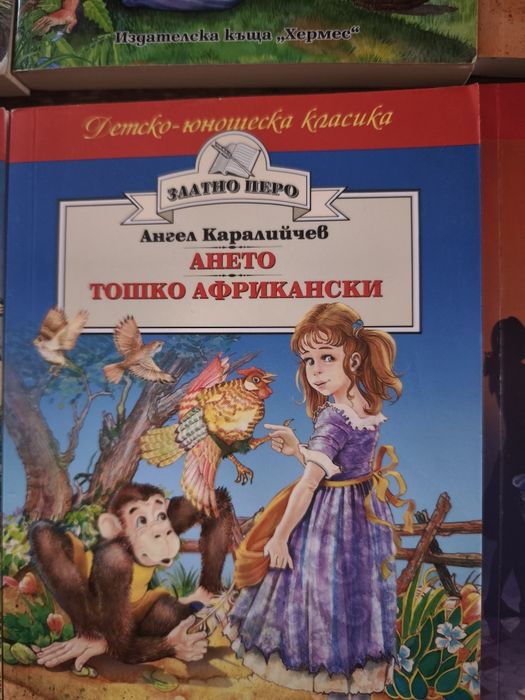 Издателска къща „Хермес“
Детско-юношеска класика
ЗЛАТНО ПЕРО
Ангел Каралийчев
АНЕТО
ТОШКО АФРИКАНСКИ